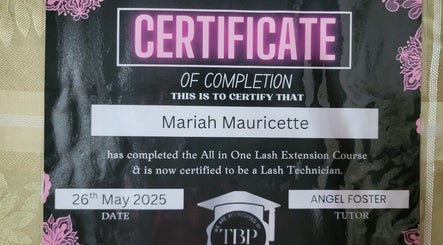 CERTIFICATE
OF COMPLETION
THIS IS TO CERTIFY THAT
Mariah Mauricette
has completed the All in One Lash Extension Course
& is now certified to be a Lash Technician.
26th May 2025
DATE
ANGEL FOSTER
TUTOR
TBP